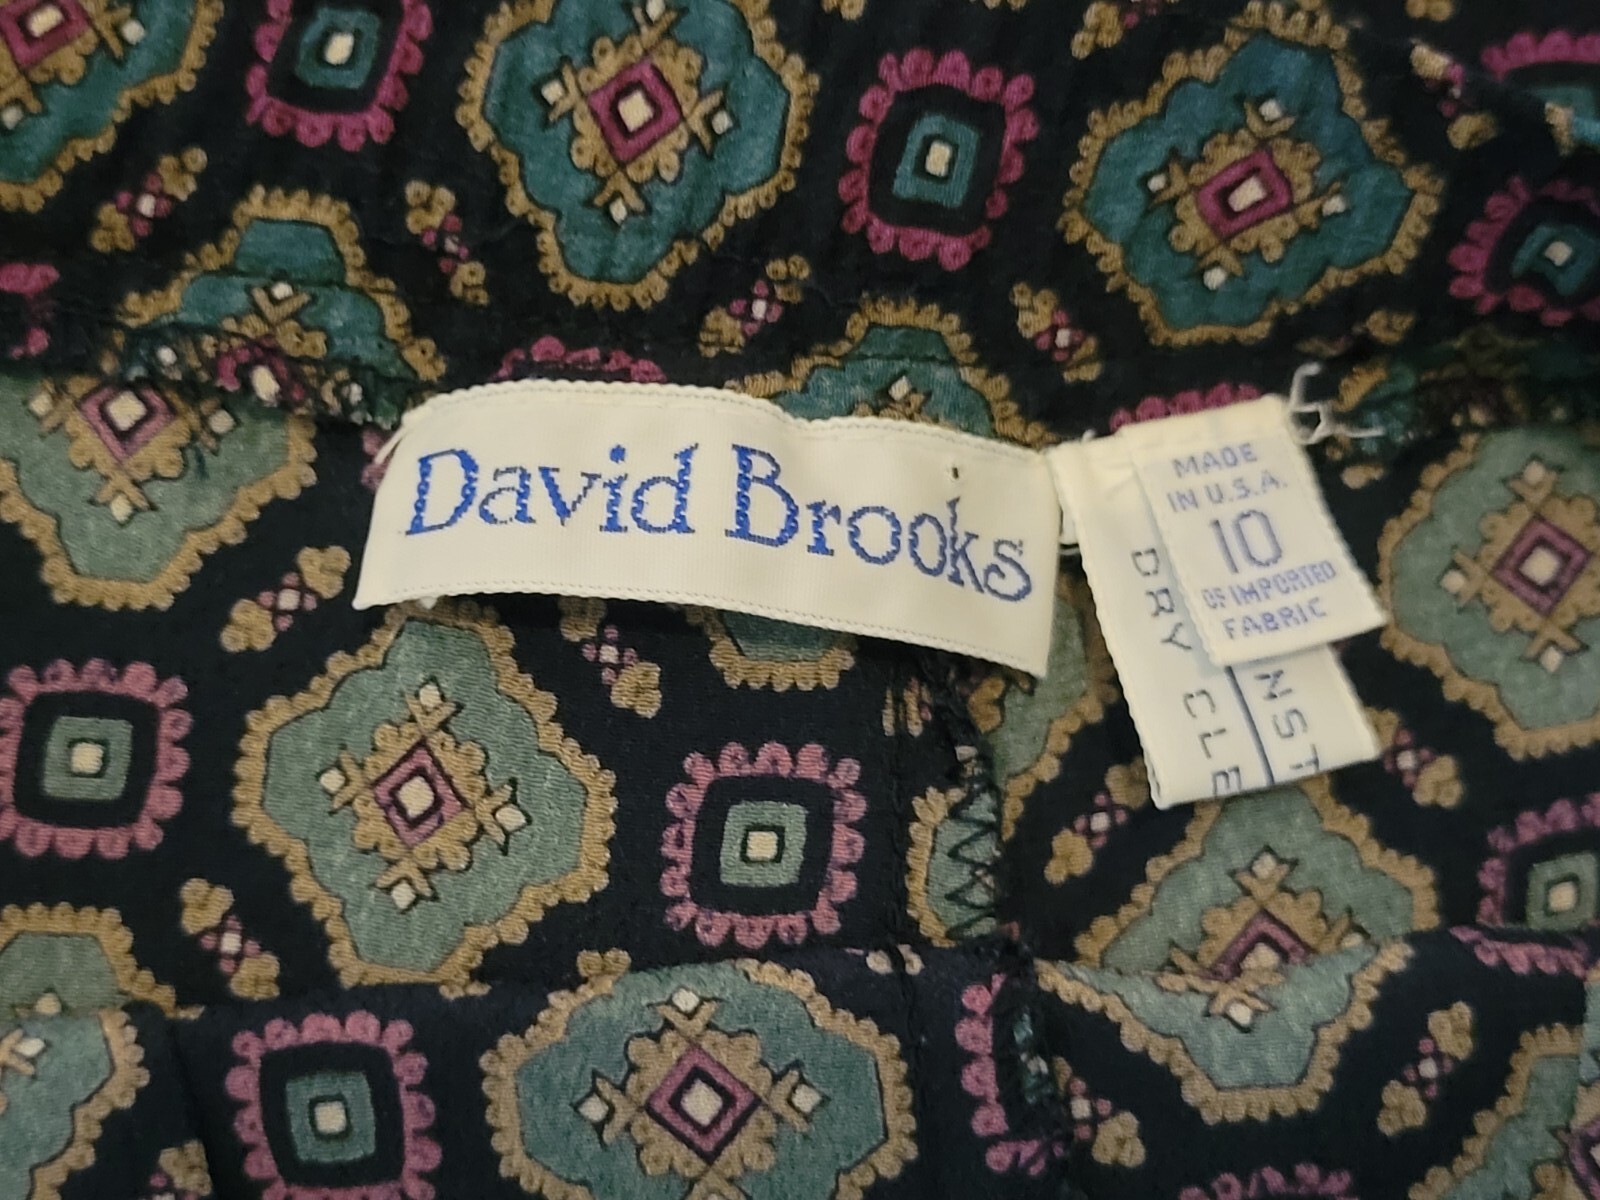 David Brooks
MADE
IN U.S.A.
10
OF IMPORTED
FABRIC
DRY CLE
NST